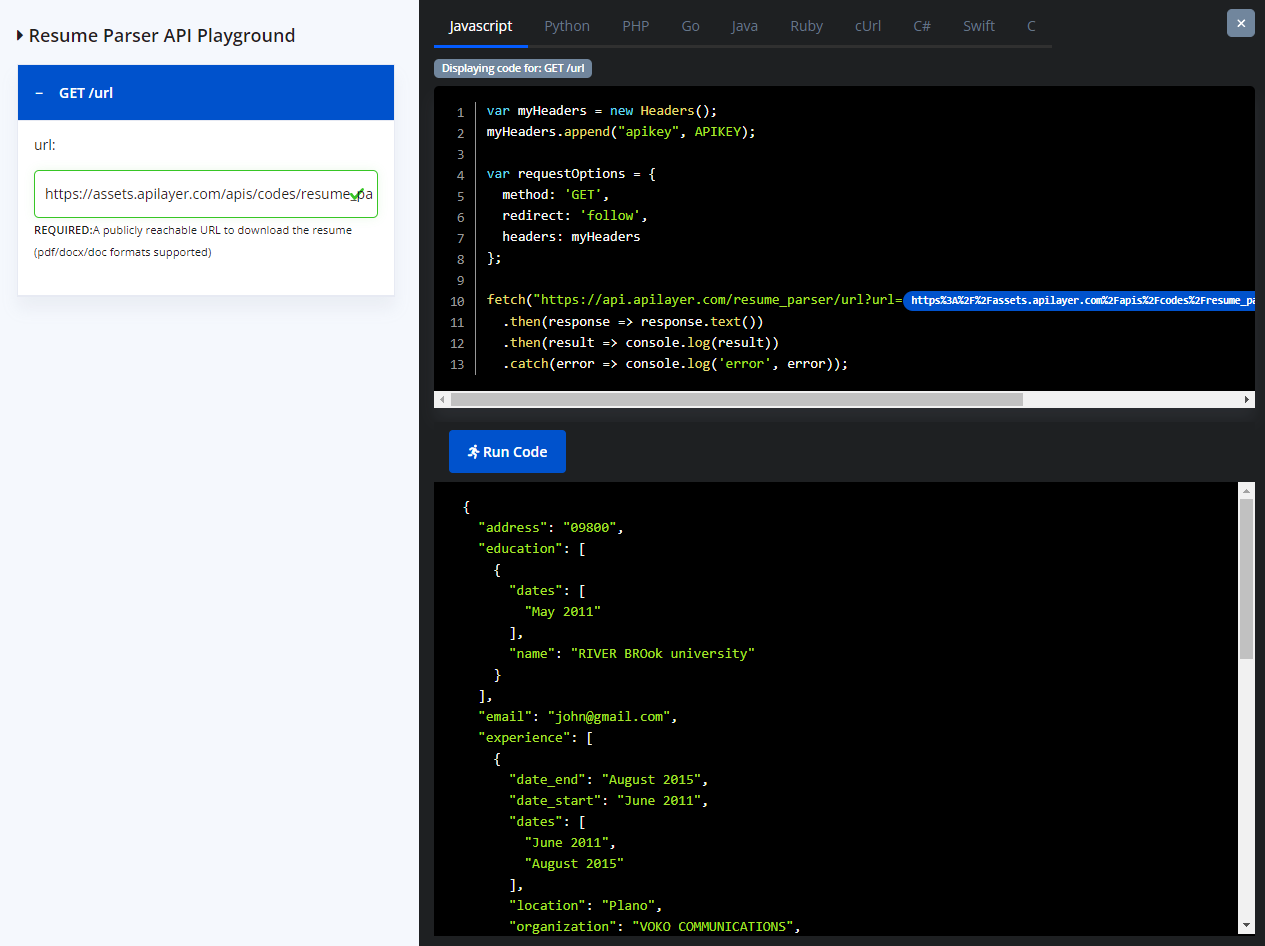 Resume Parser API Playground
− GET /url
url:
https://assets.apilayer.com/apis/codes/resume_pa
REQUIRED:A publicly reachable URL to download the resume
(pdf/docx/doc formats supported)
Javascript Python PHP Go Java Ruby cUrl C# Swift C
×
Displaying code for: GET /url
1 var myHeaders = new Headers();
2 myHeaders.append("apikey", APIKEY);
3
4 var requestOptions = {
5   method: 'GET',
6   redirect: 'follow',
7   headers: myHeaders
8 };
9
10 fetch("https://api.apilayer.com/resume_parser/url?url=https%3A%2F%2Fassets.apilayer.com%2Fapis%2Fcodes%2Fresume_pa
11   .then(response => response.text())
12   .then(result => console.log(result))
13   .catch(error => console.log('error', error));
Run Code
{
  "address": "09800",
  "education": [
    {
      "dates": [
        "May 2011"
      ],
      "name": "RIVER BROok university"
    }
  ],
  "email": "john@gmail.com",
  "experience": [
    {
      "date_end": "August 2015",
      "date_start": "June 2011",
      "dates": [
        "June 2011",
        "August 2015"
      ],
      "location": "Plano",
      "organization": "VOKO COMMUNICATIONS",